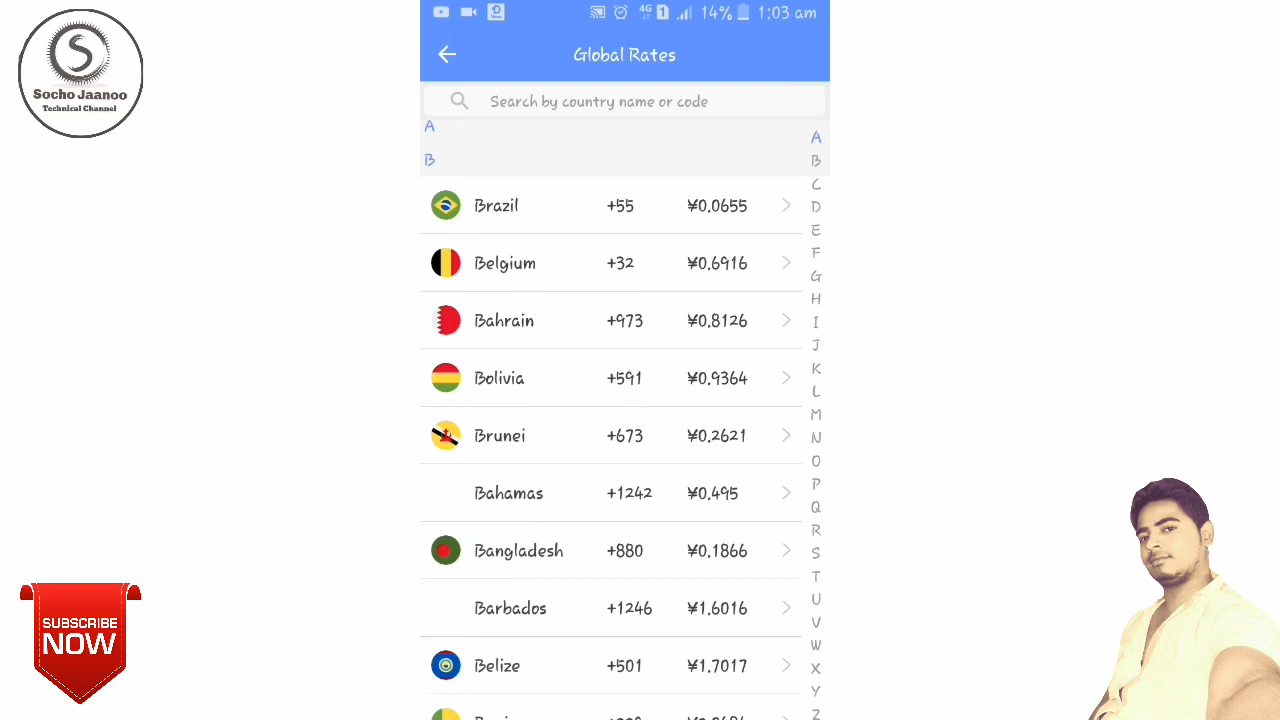 Socho Jaanoo
Technical Channel
4G 1 14% 1:03 am
Global Rates
Search by country name or code
A
B
Brazil +55 ¥0.0655
Belgium +32 ¥0.6916
Bahrain +973 ¥0.8126
Bolivia +591 ¥0.9364
Brunei +673 ¥0.2621
Bahamas +1242 ¥0.495
Bangladesh +880 ¥0.1866
Barbados +1246 ¥1.6016
Belize +501 ¥1.7017
A
B
C
D
E
F
G
H
I
J
K
L
M
N
O
P
Q
R
S
T
U
V
W
X
Y
Z
SUBSCRIBE
NOW